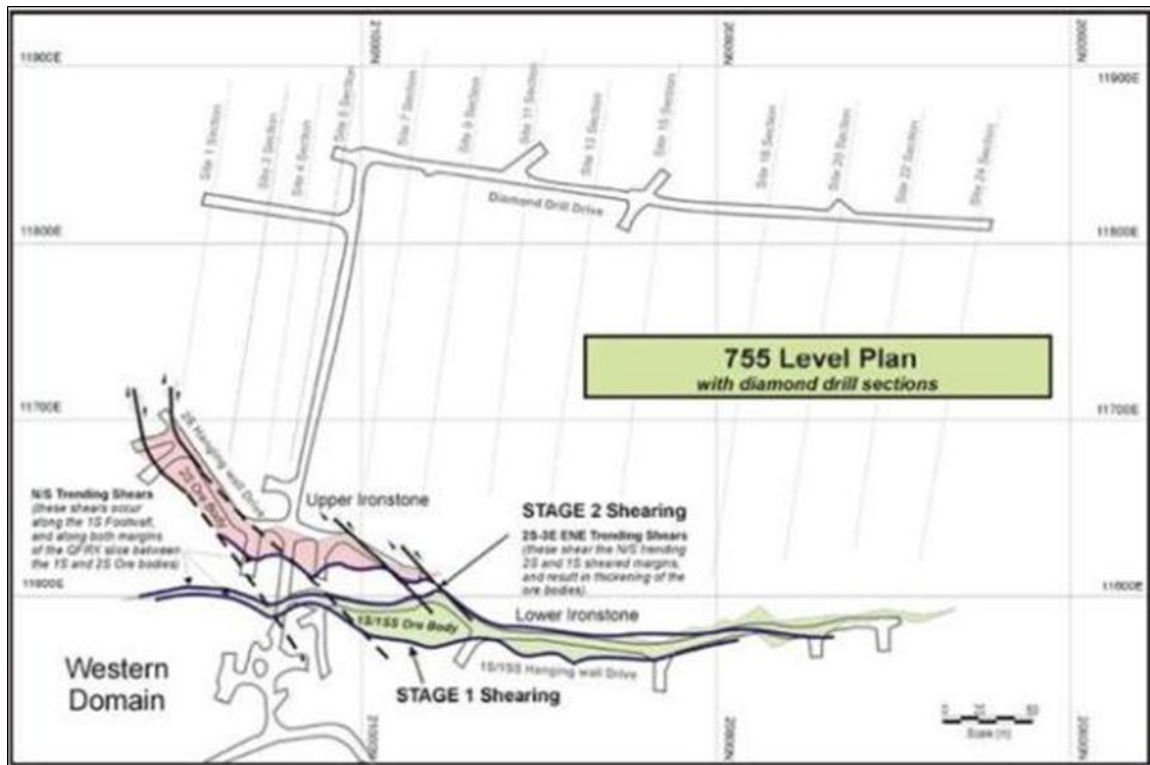 21000N
20900N
20800N
11900E
11900E
Site 1 Section
Site 3 Section
Site 4 Section
Site 5 Section
Site 7 Section
Site 9 Section
Site 11 Section
Site 13 Section
Site 15 Section
Site 18 Section
Site 20 Section
Site 22 Section
Site 24 Section
Diamond Drill Drive
11800E
11800E
755 Level Plan
with diamond drill sections
11700E
11700E
2S Hanging wall Drive
2S Ore Body
N/S Trending Shears
(these shears occur
along the 1S Footwall,
and along both margins
of the QFRX slice between
the 1S and 2S Ore bodies)
Upper Ironstone
STAGE 2 Shearing
2S-3E ENE Trending Shears
(these shear the N/S trending
2S and 1S sheared margins,
and result in thickening of the
ore bodies).
11600E
11600E
Lower Ironstone
1S/1SS Ore Body
1S/1SS Hanging wall Drive
Western
Domain
STAGE 1 Shearing
Scale (m)
21000N
20900N
20800N